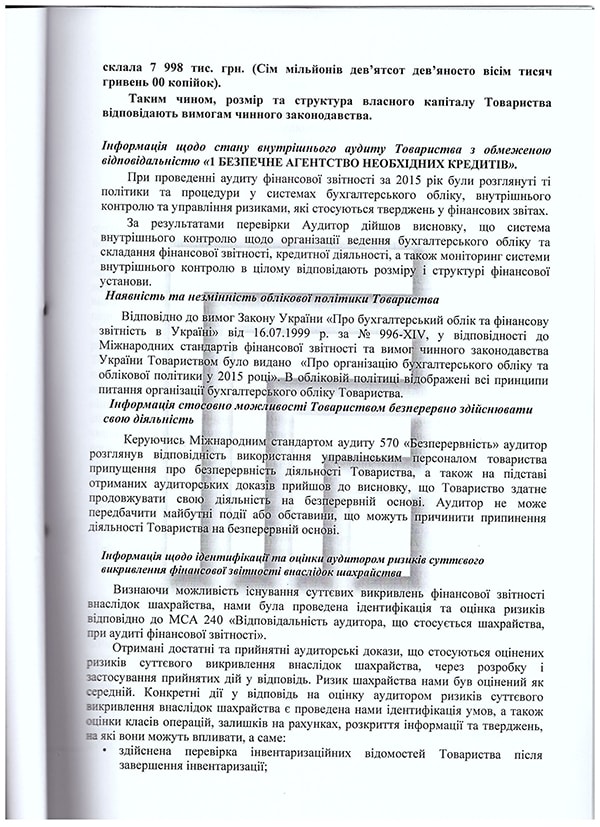 склала 7 998 тис. грн. (Сім мільйонів дев’ятсот дев’яносто вісім тисяч
гривень 00 копійок).
Таким чином, розмір та структура власного капіталу Товариства
відповідають вимогам чинного законодавства.
Інформація щодо стану внутрішнього аудиту Товариства з обмеженою
відповідальністю «1 БЕЗПЕЧНЕ АГЕНТСТВО НЕОБХІДНИХ КРЕДИТІВ».
При проведенні аудиту фінансової звітності за 2015 рік були розглянуті ті
політики та процедури у системах бухгалтерського обліку, внутрішнього
контролю та управління ризиками, які стосуються тверджень у фінансових звітах.
За результатами перевірки Аудитор дійшов висновку, що система
внутрішнього контролю щодо організації ведення бухгалтерського обліку та
складання фінансової звітності, кредитної діяльності, а також моніторинг системи
внутрішнього контролю в цілому відповідають розміру і структурі фінансової
установи.
Наявність та незмінність облікової політики Товариства
Відповідно до вимог Закону України «Про бухгалтерський облік та фінансову
звітність в Україні» від 16.07.1999 р. за № 996-XIV, у відповідності до
Міжнародних стандартів фінансової звітності та вимог чинного законодавства
України Товариством було видано «Про організацію бухгалтерського обліку та
облікової політики у 2015 році». В обліковій політиці відображені всі принципи
питання організації бухгалтерського обліку Товариства.
Інформація стосовно можливості Товариством безперервно здійснювати
свою діяльність
Керуючись Міжнародним стандартом аудиту 570 «Безперервність» аудитор
розглянув відповідність використання управлінським персоналом товариства
припущення про безперервність діяльності Товариства, а також на підставі
отриманих аудиторських доказів прийшов до висновку, що Товариство здатне
продовжувати свою діяльність на безперервній основі. Аудитор не може
передбачити майбутні події або обставини, що можуть причинити припинення
діяльності Товариства на безперервній основі.
Інформація щодо ідентифікації та оцінки аудитором ризиків суттєвого
викривлення фінансової звітності внаслідок шахрайства
Визнаючи можливість існування суттєвих викривлень фінансової звітності
внаслідок шахрайства, нами була проведена ідентифікація та оцінка ризиків
відповідно до МСА 240 «Відповідальність аудитора, що стосується шахрайства,
при аудиті фінансової звітності».
Отримані достатні та прийнятні аудиторські докази, що стосуються оцінених
ризиків суттєвого викривлення внаслідок шахрайства, через розробку і
застосування прийнятих дій у відповідь. Ризик шахрайства нами був оцінений як
середній. Конкретні дії у відповідь на оцінку аудитором ризиків суттєвого
викривлення внаслідок шахрайства є проведена нами ідентифікація умов, а також
оцінки класів операцій, залишків на рахунках, розкриття інформації та тверджень,
на які вони можуть впливати, а саме:
• здійснена перевірка інвентаризаційних відомостей Товариства після
завершення інвентаризації;